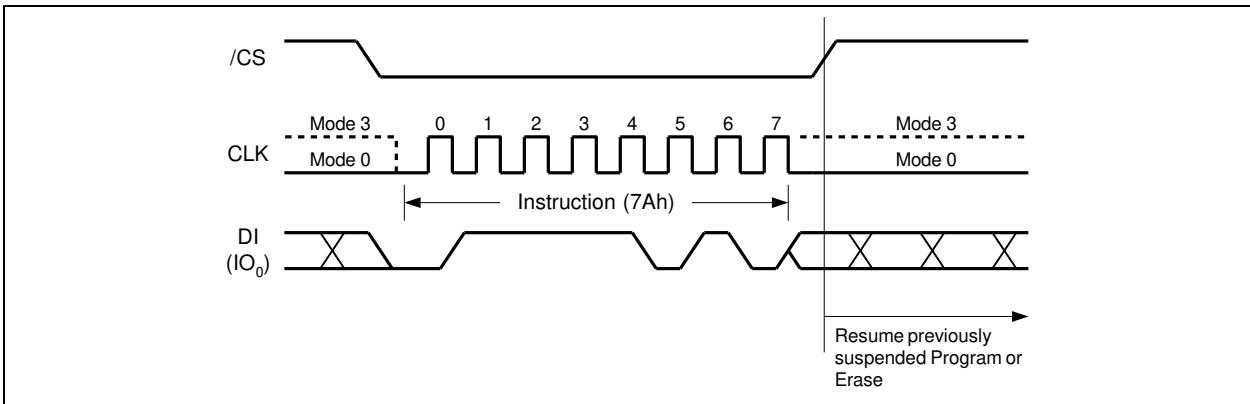 /CS
Mode 3
0 1 2 3 4 5 6 7
Mode 3
CLK
Mode 0
Mode 0
Instruction (7Ah)
DI
(IO0)
Resume previously
suspended Program or
Erase